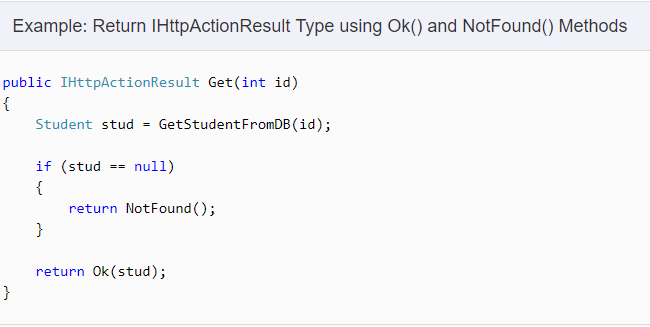 Example: Return IHttpActionResult Type using Ok() and NotFound() Methods
public IHttpActionResult Get(int id)
{
    Student stud = GetStudentFromDB(id);

    if (stud == null)
    {
        return NotFound();
    }

    return Ok(stud);
}